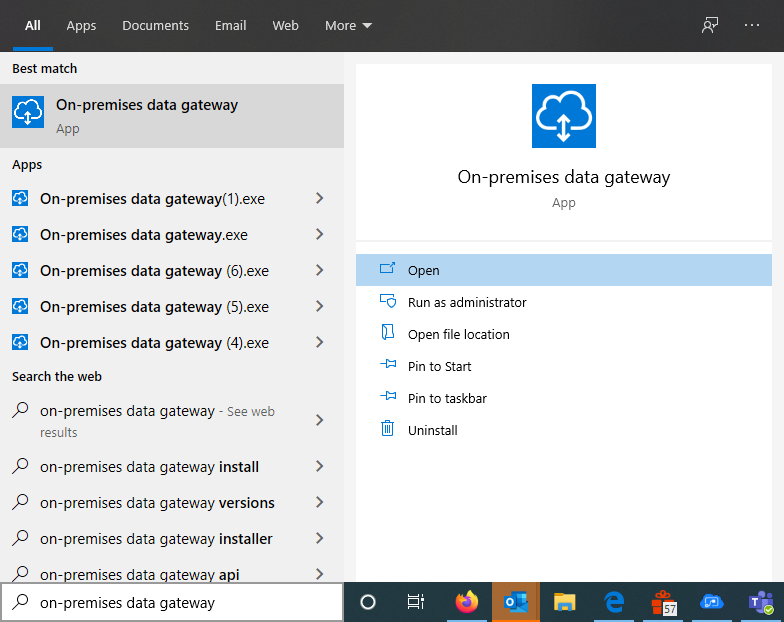 All Apps Documents Email Web More
Best match
On-premises data gateway
App
Apps
On-premises data gateway(1).exe
On-premises data gateway.exe
On-premises data gateway (6).exe
On-premises data gateway (5).exe
On-premises data gateway (4).exe
Search the web
on-premises data gateway - See web
results
on-premises data gateway install
on-premises data gateway versions
on-premises data gateway installer
on-premises data gateway api
on-premises data gateway
On-premises data gateway
App
Open
Run as administrator
Open file location
Pin to Start
Pin to taskbar
Uninstall
57